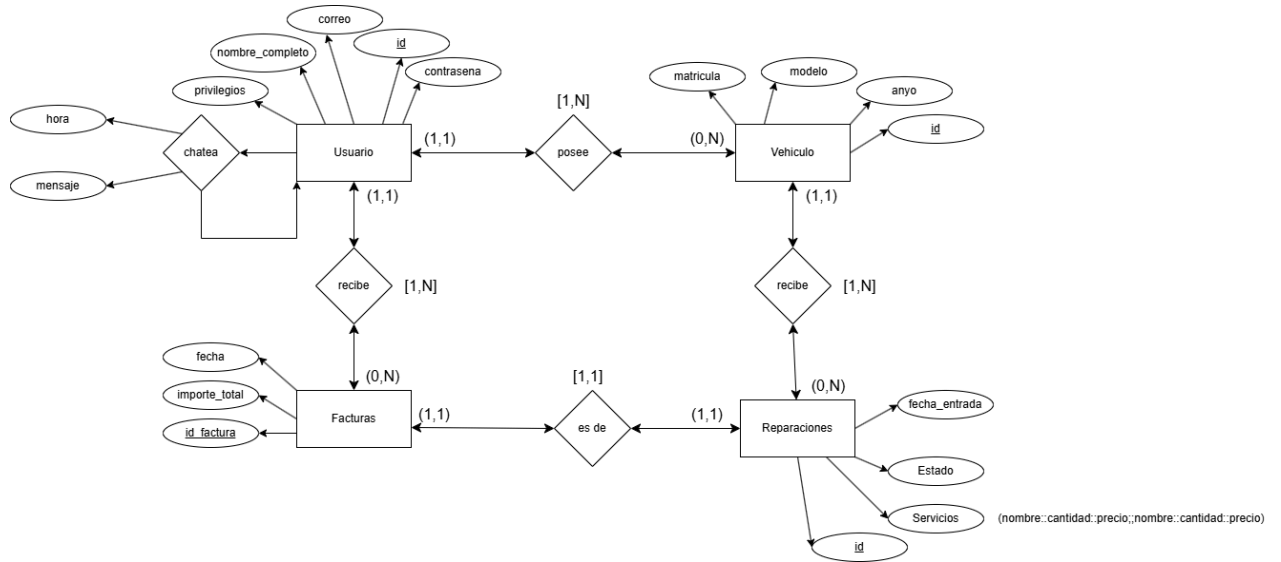 correo
id
nombre_completo
contrasena
privilegios
hora
chatea
mensaje
Usuario
(1,1)
[1,N]
posee
(0,N)
matricula
modelo
anyo
id
Vehiculo
(1,1)
(1,1)
recibe
[1,N]
recibe
[1,N]
fecha
importe_total
id_factura
(0,N)
Facturas
(1,1)
[1,1]
es de
(1,1)
(0,N)
Reparaciones
fecha_entrada
Estado
Servicios
(nombre::cantidad::precio;;nombre::cantidad::precio)
id